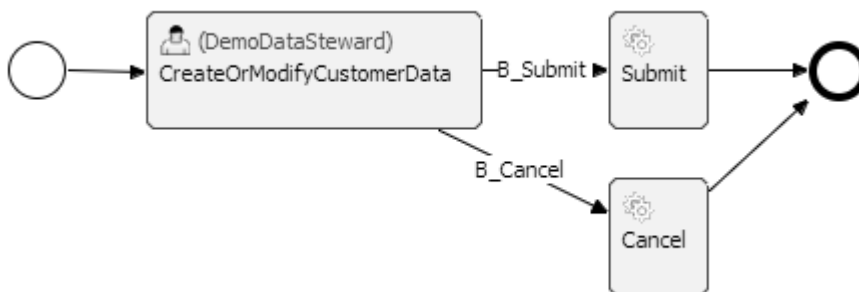 (DemoDataSteward)
CreateOrModifyCustomerData
B_Submit
Submit
B_Cancel
Cancel